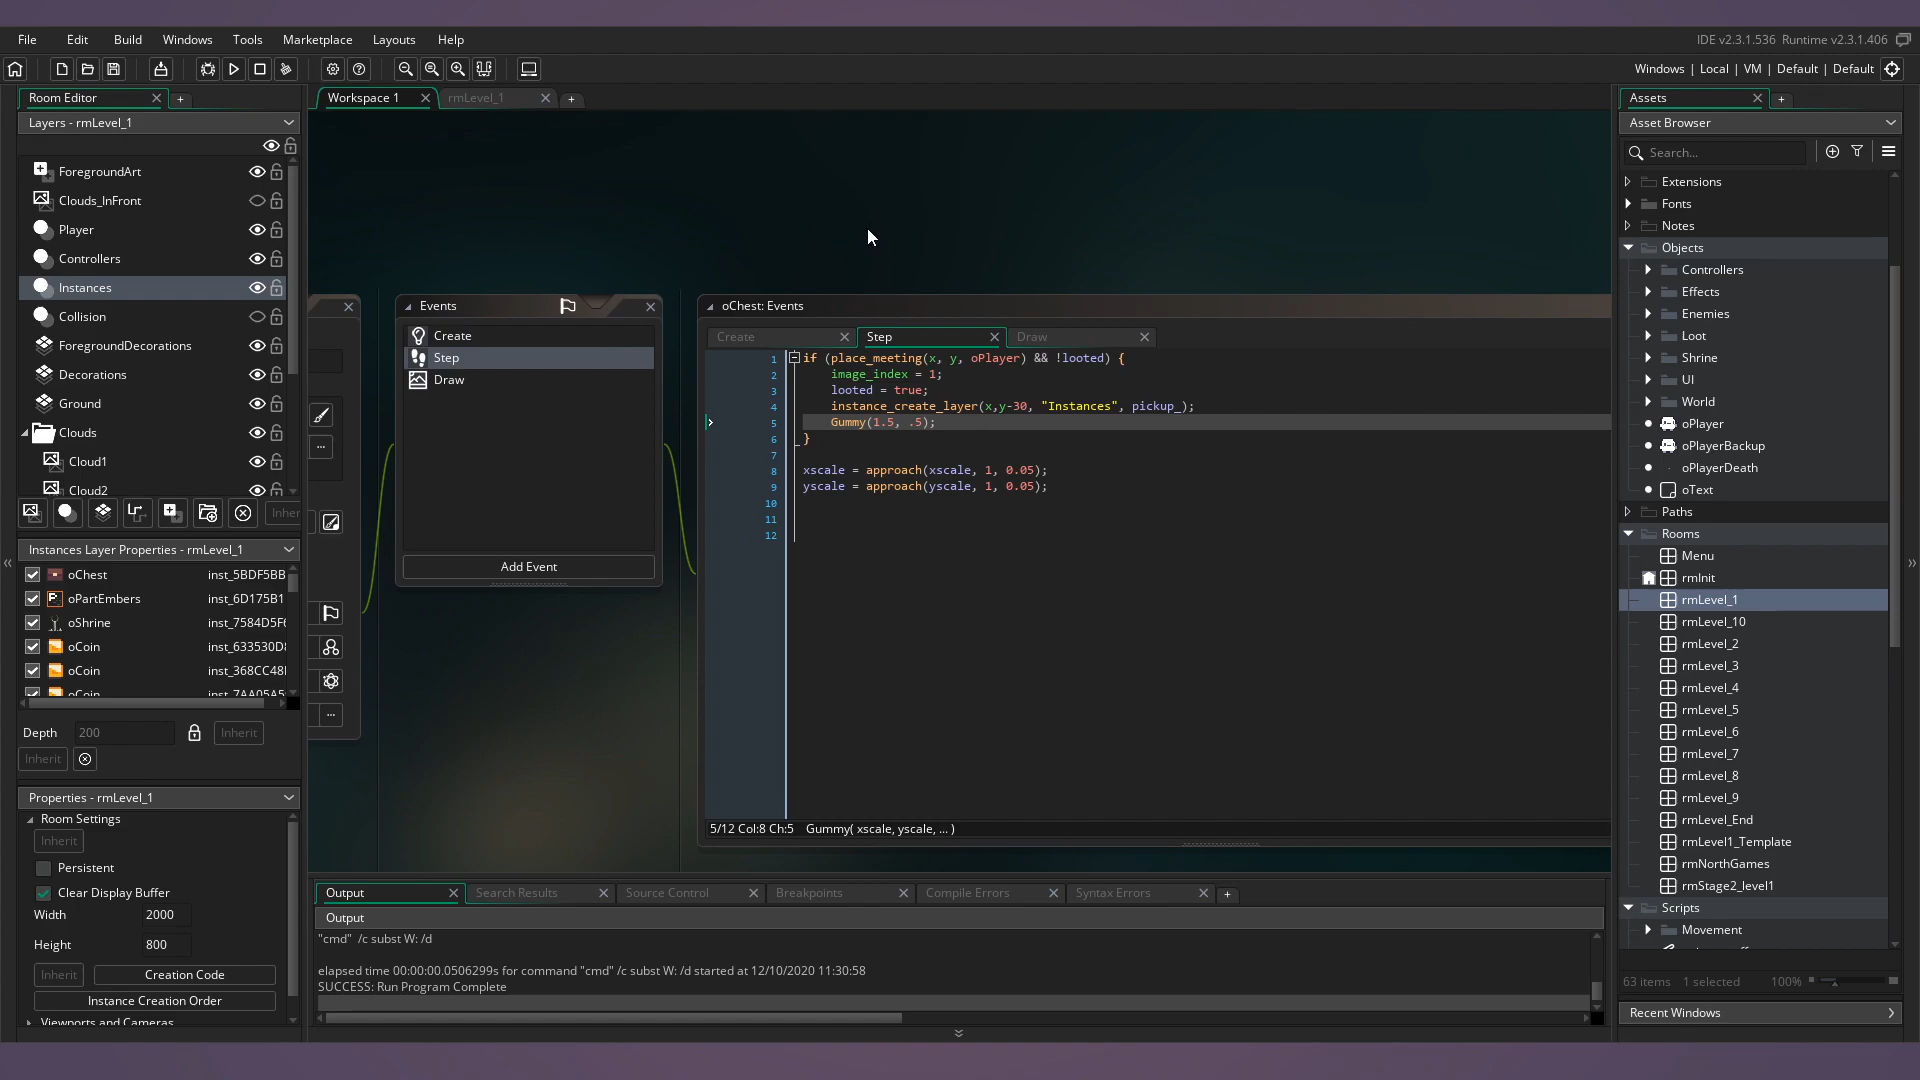 File Edit Build Windows Tools Marketplace Layouts Help
IDE v2.3.1.536 Runtime v2.3.1.406
Windows | Local | VM | Default | Default
Room Editor
Layers - rmLevel_1
ForegroundArt
Clouds_InFront
Player
Controllers
Instances
Collision
ForegroundDecorations
Decorations
Ground
Clouds
Cloud1
Cloud2
Inher
Instances Layer Properties - rmLevel_1
oChest inst_5BDF5BB
oPartEmbers inst_6D175B1
oShrine inst_7584D5F6
oCoin inst_633530D8
oCoin inst_368CC48
oCoin inst_7AA05A5
Depth 200 Inherit
Inherit
Properties - rmLevel_1
Room Settings
Inherit
Persistent
Clear Display Buffer
Width 2000
Height 800
Inherit Creation Code
Instance Creation Order
Viewports and Cameras
Workspace 1 rmLevel_1
Events
Create
Step
Draw
Add Event
oChest: Events
Create Step Draw
1 if (place_meeting(x, y, oPlayer) && !looted) {
2 image_index = 1;
3 looted = true;
4 instance_create_layer(x,y-30, "Instances", pickup_);
5 Gummy(1.5, .5);
6 }
7
8 xscale = approach(xscale, 1, 0.05);
9 yscale = approach(yscale, 1, 0.05);
10
11
12
5/12 Col:8 Ch:5 Gummy( xscale, yscale, ... )
Output Search Results Source Control Breakpoints Compile Errors Syntax Errors
Output
"cmd" /c subst W: /d
elapsed time 00:00:00.0506299s for command "cmd" /c subst W: /d started at 12/10/2020 11:30:58
SUCCESS: Run Program Complete
Assets
Asset Browser
Search...
Extensions
Fonts
Notes
Objects
Controllers
Effects
Enemies
Loot
Shrine
UI
World
oPlayer
oPlayerBackup
oPlayerDeath
oText
Paths
Rooms
Menu
rmInit
rmLevel_1
rmLevel_10
rmLevel_2
rmLevel_3
rmLevel_4
rmLevel_5
rmLevel_6
rmLevel_7
rmLevel_8
rmLevel_9
rmLevel_End
rmLevel1_Template
rmNorthGames
rmStage2_level1
Scripts
Movement
63 items 1 selected 100%
Recent Windows